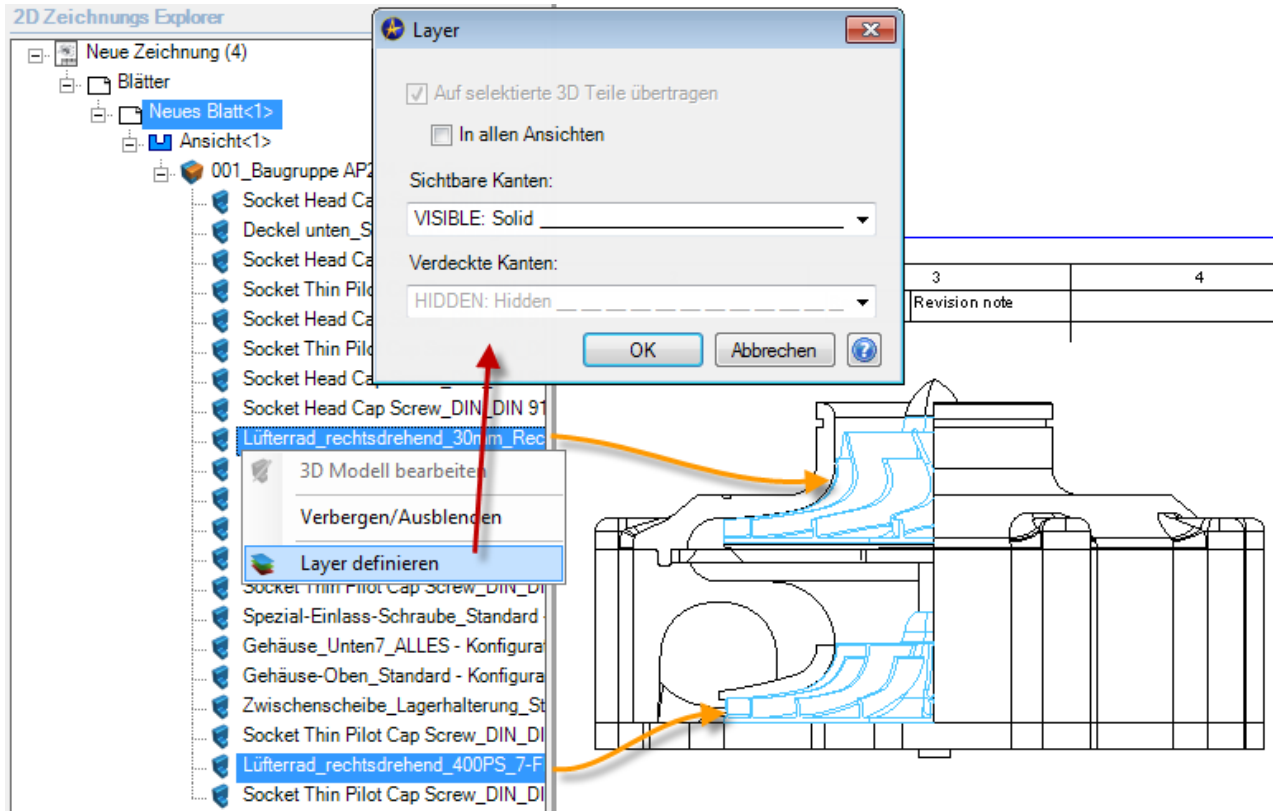 2D Zeichnungs Explorer
Neue Zeichnung (4)
Blätter
Neues Blatt<1>
Ansicht<1>
001_Baugruppe AP2
Socket Head Ca
Deckel unten_S
Socket Head Ca
Socket Thin Pilo
Socket Head Ca
Socket Thin Pilo
Socket Head Ca
Socket Head Cap Screw_DIN_DIN 91
Lüfterrad_rechtsdrehend_30mm_Rec
3D Modell bearbeiten
Verbergen/Ausblenden
Layer definieren
Socket Thin Pilot Cap Screw_DIN_DI
Spezial-Einlass-Schraube_Standard -
Gehäuse_Unten7_ALLES - Konfigura
Gehäuse-Oben_Standard - Konfigura
Zwischenscheibe_Lagerhalterung_St
Socket Thin Pilot Cap Screw_DIN_DI
Lüfterrad_rechtsdrehend_400PS_7-F
Socket Thin Pilot Cap Screw_DIN_DI
Layer
Auf selektierte 3D Teile übertragen
In allen Ansichten
Sichtbare Kanten:
VISIBLE: Solid
Verdeckte Kanten:
HIDDEN: Hidden
OK Abbrechen ?
3 4
Revision note